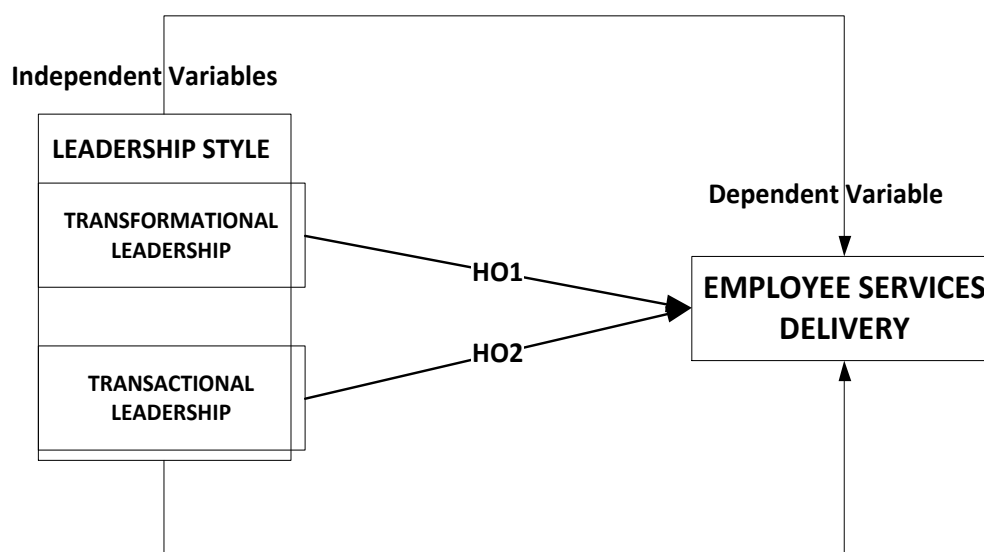 Independent Variables
LEADERSHIP STYLE
TRANSFORMATIONAL
LEADERSHIP
TRANSACTIONAL
LEADERSHIP
HO1
HO2
Dependent Variable
EMPLOYEE SERVICES
DELIVERY